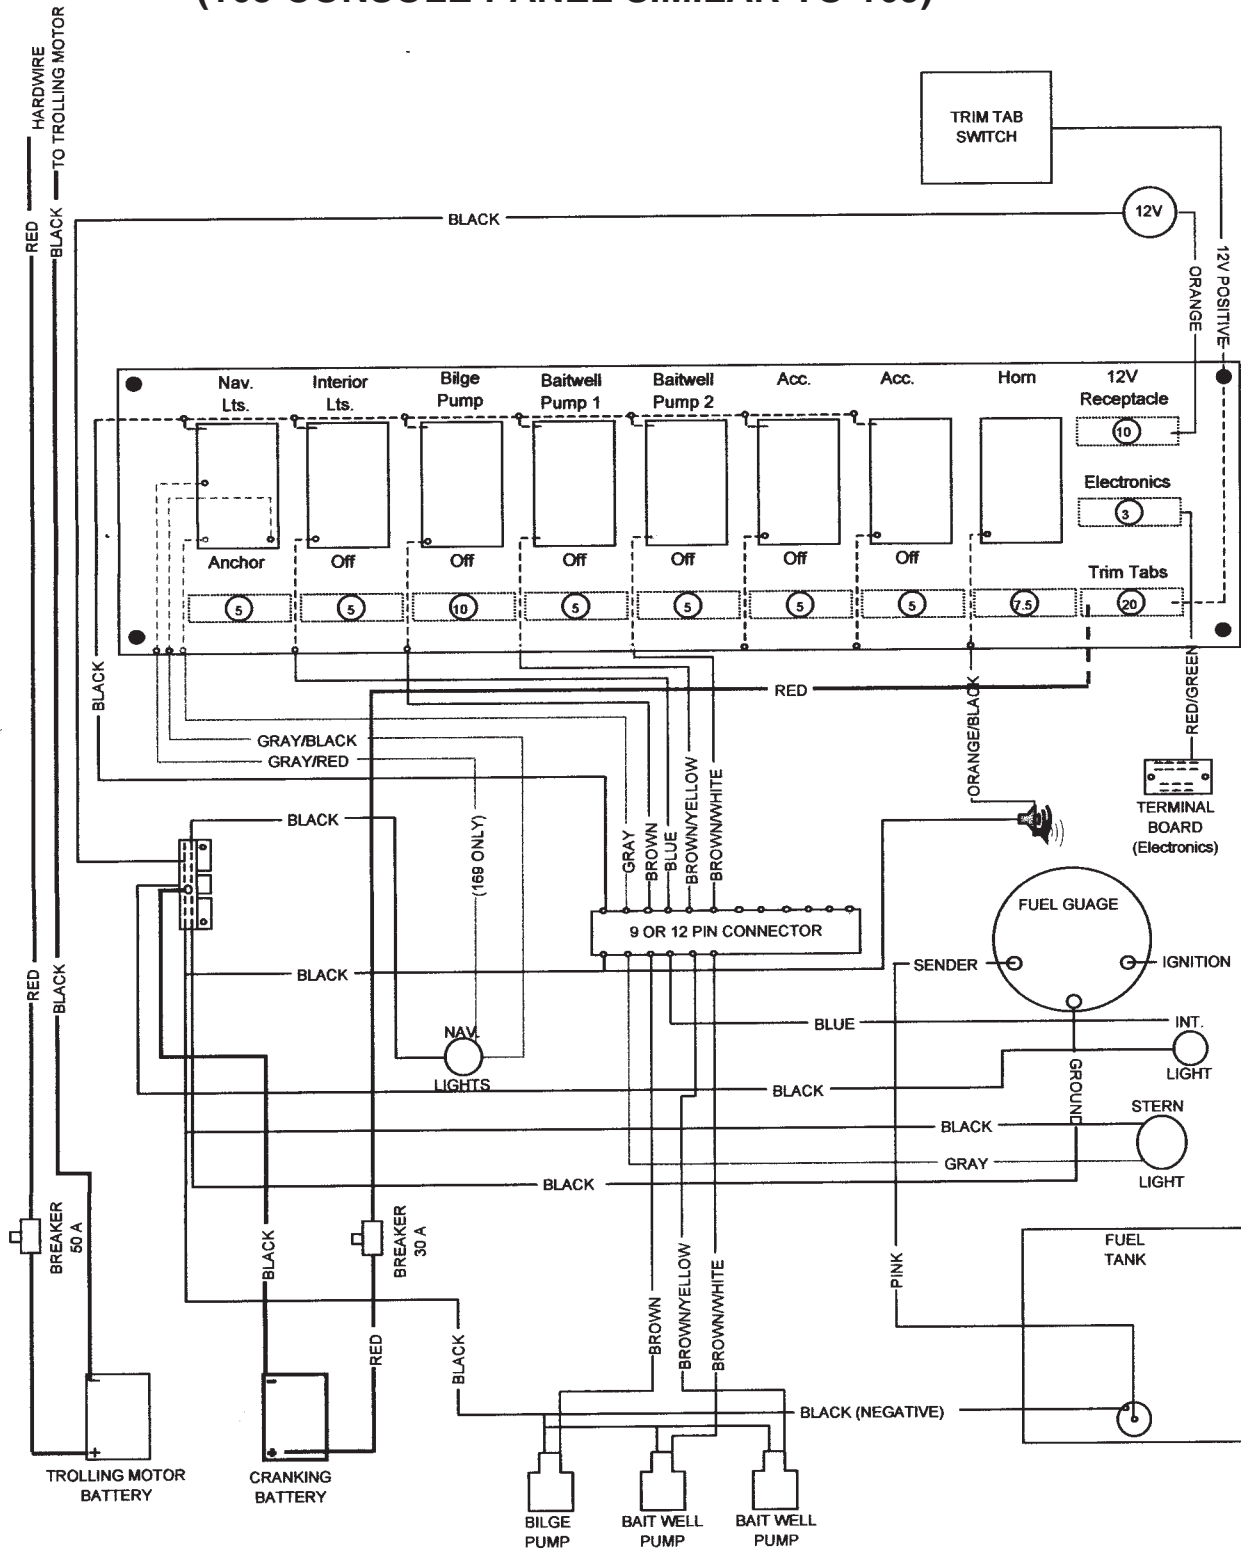 HARDWIRE
TO TROLLING MOTOR
RED
BLACK
TRIM TAB
SWITCH
12V
BLACK
ORANGE
12V POSITIVE
Nav.
Lts.
Interior
Lts.
Bilge
Pump
Baitwell
Pump 1
Baitwell
Pump 2
Acc.
Acc.
Horn
12V
Receptacle
10
Electronics
3
Trim Tabs
20
Anchor
Off
Off
Off
Off
Off
Off
5
5
10
5
5
5
5
7.5
BLACK
RED
ORANGE/BLACK
RED/GREEN
GRAY/BLACK
GRAY/RED
BLACK
(169 ONLY)
GRAY
BROWN
BLUE
BROWN/YELLOW
BROWN/WHITE
TERMINAL
BOARD
(Electronics)
9 OR 12 PIN CONNECTOR
FUEL GUAGE
SENDER
IGNITION
RED
BLACK
BLACK
NAV.
LIGHTS
BLUE
INT.
LIGHT
GROUND
BLACK
STERN
LIGHT
BLACK
GRAY
BLACK
BREAKER
50 A
BLACK
BREAKER
30 A
RED
BLACK
BROWN
BROWN/YELLOW
BROWN/WHITE
PINK
FUEL
TANK
BLACK (NEGATIVE)
-
+
TROLLING MOTOR
BATTERY
-
+
CRANKING
BATTERY
BILGE
PUMP
BAIT WELL
PUMP
BAIT WELL
PUMP